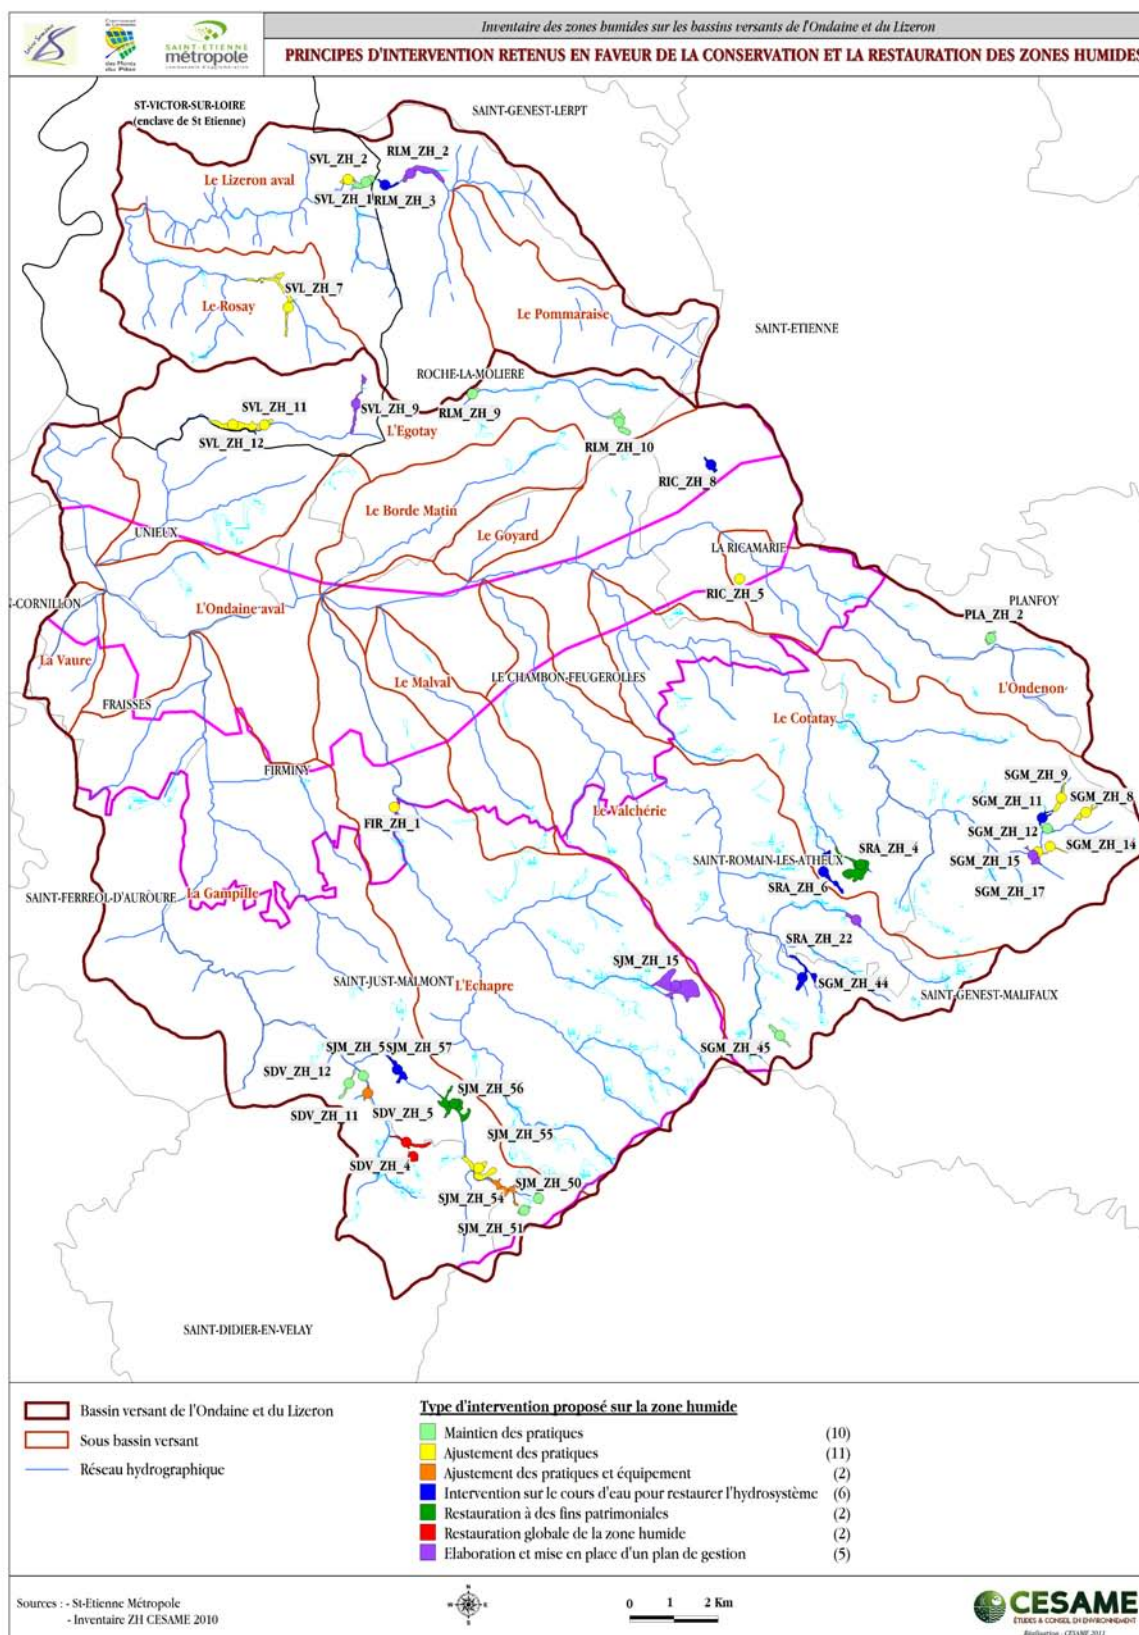 Inventaire des zones humides sur les bassins versants de l'Ondaine et du Lizeron
PRINCIPES D'INTERVENTION RETENUS EN FAVEUR DE LA CONSERVATION ET LA RESTAURATION DES ZONES HUMIDES
SAINT-ETIENNE
métropole
des Monts
du Pilat
ST-VICTOR-SUR-LOIRE
(enclave de St Etienne)
SAINT-GENEST-LERPT
SVL_ZH_2
RLM_ZH_2
Le Lizeron aval
SVL_ZH_1
RLM_ZH_3
SVL_ZH_7
Le Rosay
Le Pommaraise
SAINT-ETIENNE
ROCHE-LA-MOLIERE
SVL_ZH_11
SVL_ZH_9
RLM_ZH_9
L'Egotay
SVL_ZH_12
RLM_ZH_10
RIC_ZH_8
Le Borde Matin
UNIEUX
Le Goyard
LA RICAMARIE
RIC_ZH_5
N-CORNILLON
L'Ondaine aval
PLANFOY
PLA_ZH_2
La Vaure
Le Malval
LE CHAMBON-FEUGEROLLES
L'Ondenon
FRAISSES
Le Cotatay
FIRMINY
SGM_ZH_9
SGM_ZH_11
SGM_ZH_8
Le Valchérie
FIR_ZH_1
SGM_ZH_12
SRA_ZH_4
SGM_ZH_14
SAINT-ROMAIN-LES-ATHEUX
SGM_ZH_15
SRA_ZH_6
SGM_ZH_17
SAINT-FERREOL-D'AUROURE
La Gampille
SRA_ZH_22
SJM_ZH_15
SAINT-JUST-MALMONT
L'Echapre
SGM_ZH_44
SAINT-GENEST-MALIFAUX
SGM_ZH_45
SJM_ZH_5
SJM_ZH_57
SDV_ZH_12
SJM_ZH_56
SDV_ZH_11
SDV_ZH_5
SJM_ZH_55
SDV_ZH_4
SJM_ZH_50
SJM_ZH_54
SJM_ZH_51
SAINT-DIDIER-EN-VELAY
Bassin versant de l'Ondaine et du Lizeron
Sous bassin versant
Réseau hydrographique
Type d'intervention proposé sur la zone humide
Maintien des pratiques (10)
Ajustement des pratiques (11)
Ajustement des pratiques et équipement (2)
Intervention sur le cours d'eau pour restaurer l'hydrosystème (6)
Restauration à des fins patrimoniales (2)
Restauration globale de la zone humide (2)
Elaboration et mise en place d'un plan de gestion (5)
Sources : - St-Etienne Métropole
- Inventaire ZH CESAME 2010
N
W E
S
0 1 2 Km
CESAME
ÉTUDES & CONSEIL EN ENVIRONNEMENT
Réalisation : CESAME 2011